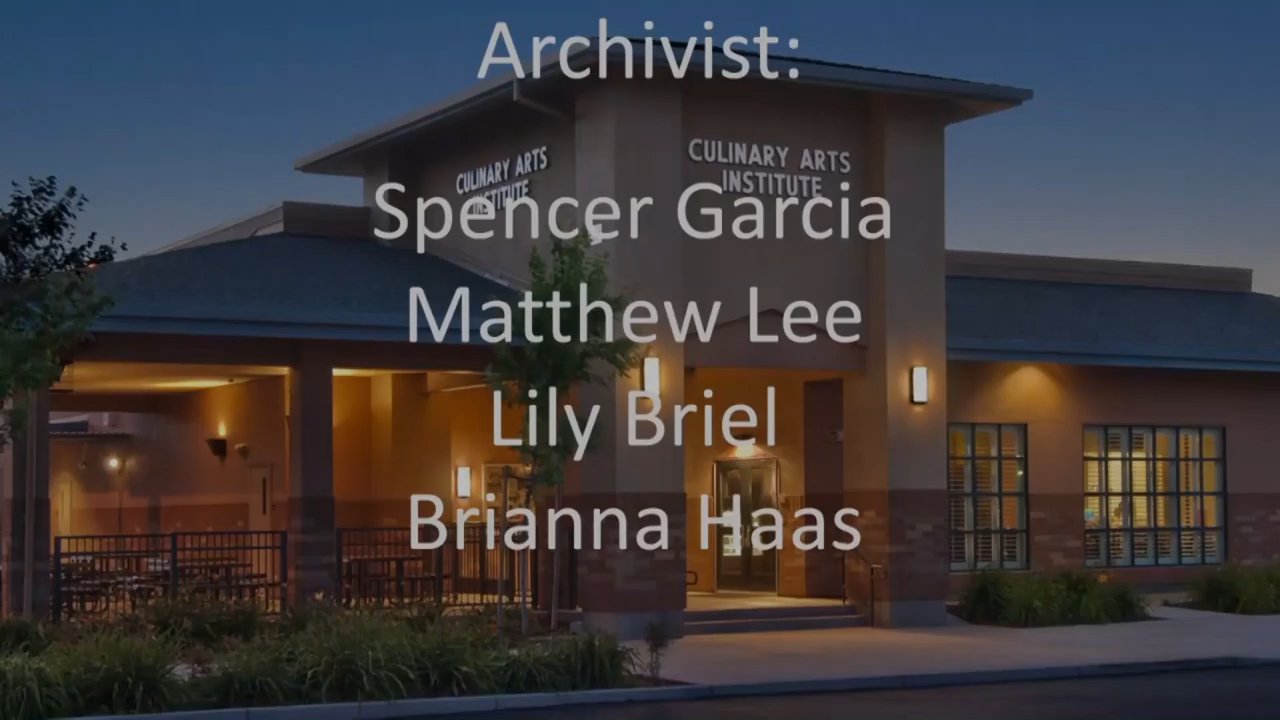 Archivist:
CULINARY ARTS
INSTITUTE
CULINARY ARTS
INSTITUTE
Spencer Garcia
Matthew Lee
Lily Briel
Brianna Haas